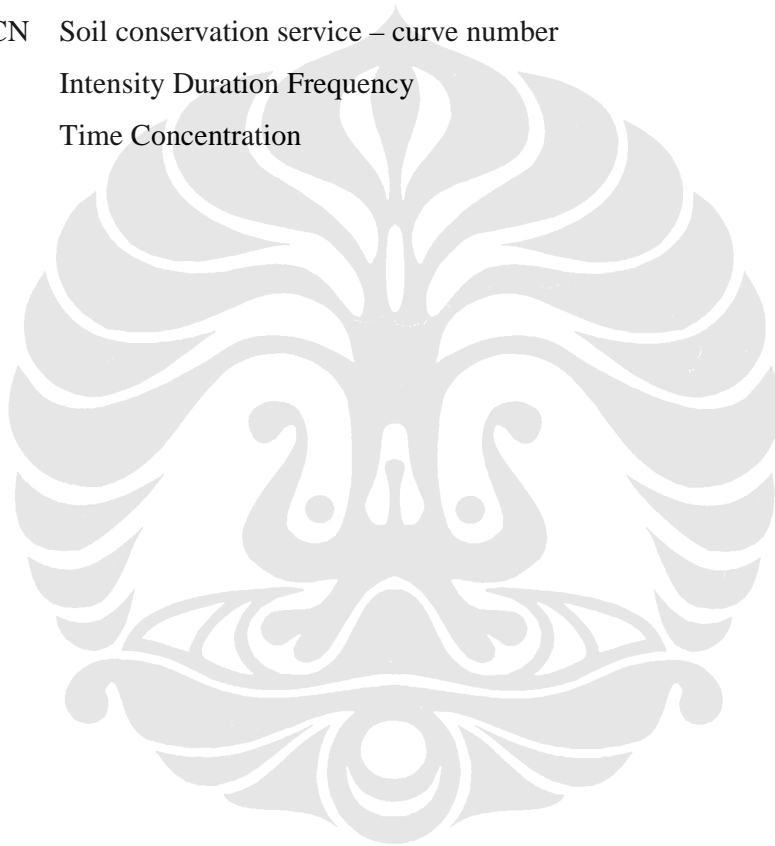 CN Soil conservation service – curve number
Intensity Duration Frequency
Time Concentration